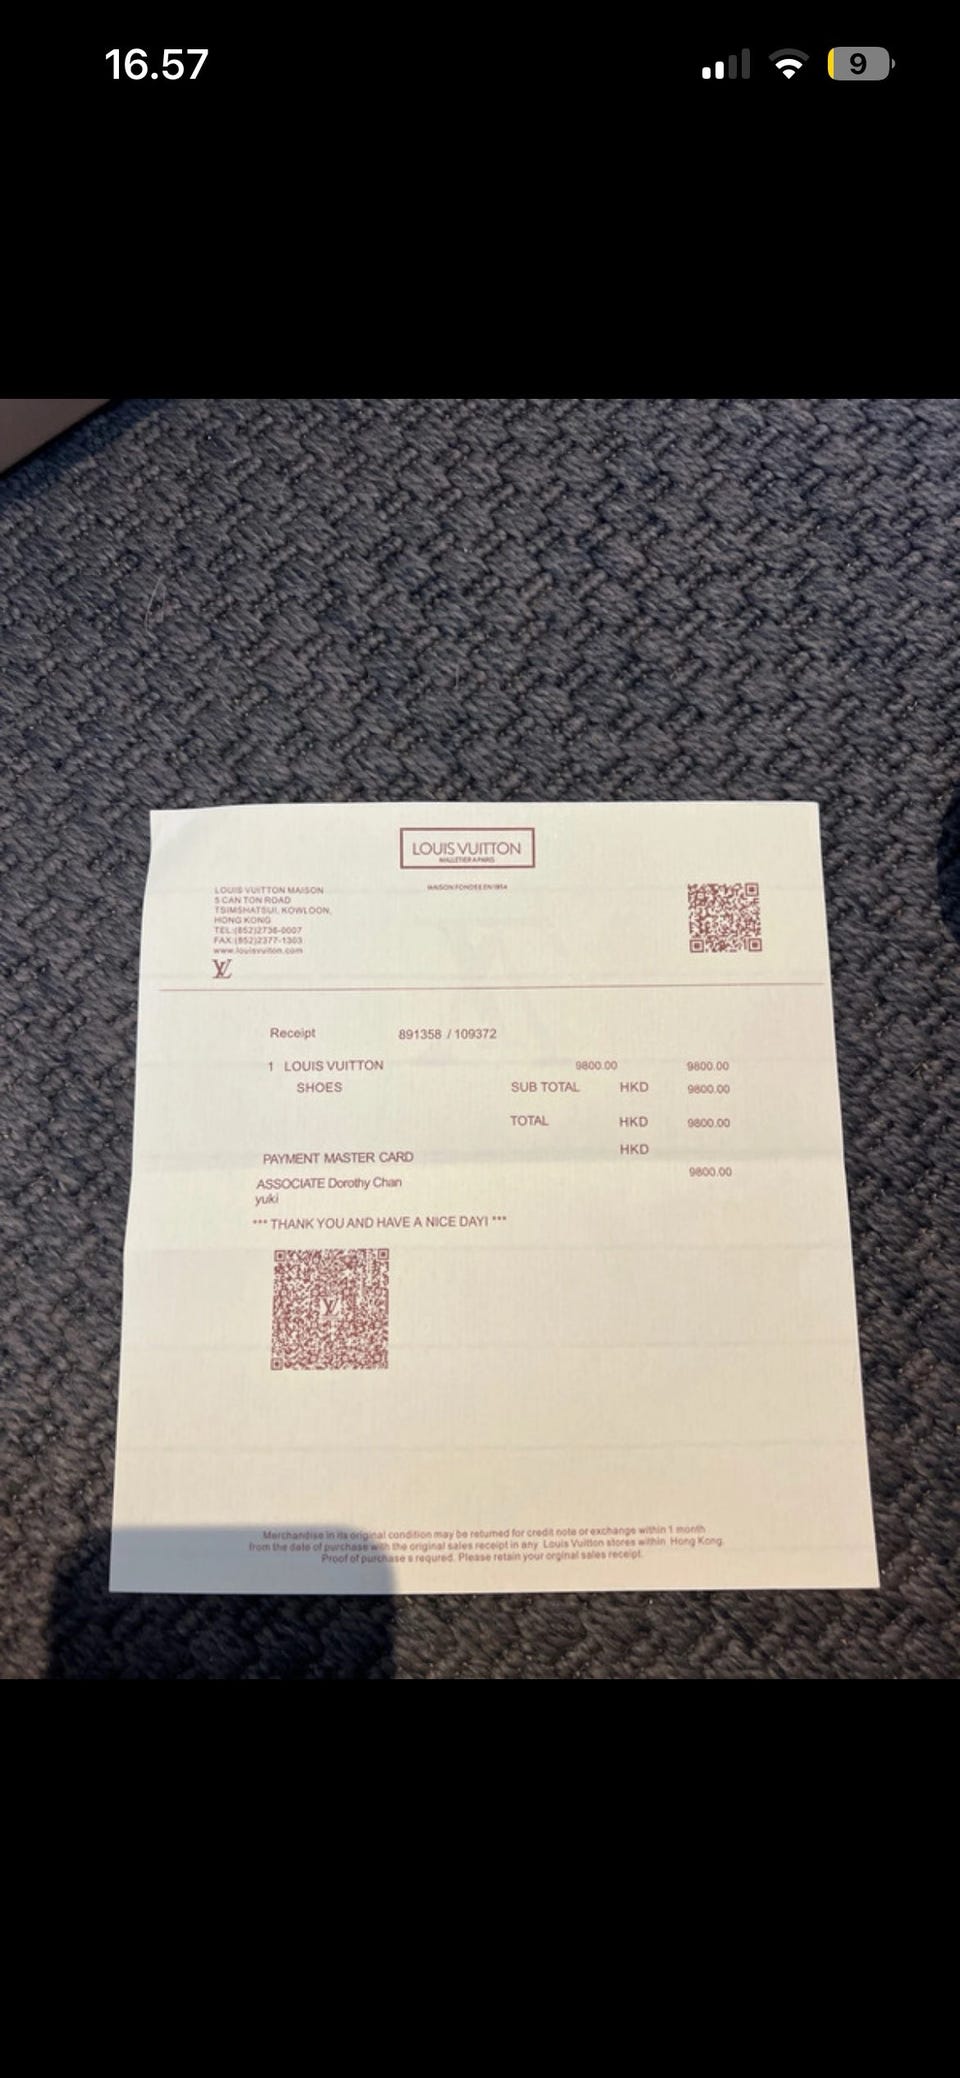 16.57
9
LOUIS VUITTON
MALLETIER A PARIS
MAISON FONDEE EN 1854
LOUIS VUITTON MAISON
5 CAN TON ROAD
TSIMSHATSUI, KOWLOON,
HONG KONG
TEL:(852)2736-0007
FAX:(852)2377-1303
www.louisvuitton.com
LV
Receipt 891358 / 109372
1 LOUIS VUITTON 9800.00 9800.00
SHOES SUB TOTAL HKD 9800.00
TOTAL HKD 9800.00
HKD
PAYMENT MASTER CARD
9800.00
ASSOCIATE Dorothy Chan
yuki
*** THANK YOU AND HAVE A NICE DAY! ***
LV
Merchandise in its original condition may be returned for credit note or exchange within 1 month
from the date of purchase with the original sales receipt in any Louis Vuitton stores within Hong Kong.
Proof of purchase s requred. Please retain your orginal sales receipt.